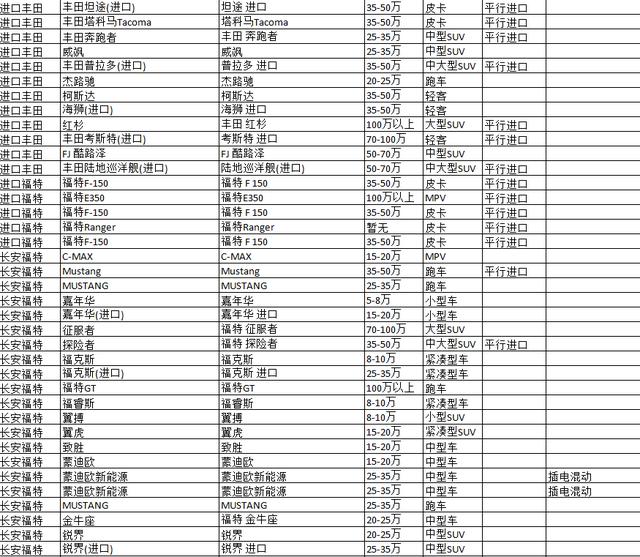 进口丰田 丰田坦途(进口) 坦途 进口 35-50万 皮卡 平行进口
进口丰田 丰田塔科马Tacoma 塔科马Tacoma 35-50万 皮卡 平行进口
进口丰田 丰田奔跑者 丰田 奔跑者 25-35万 中型SUV 平行进口
进口丰田 威飒 威飒 25-35万 中型SUV
进口丰田 丰田普拉多(进口) 普拉多 进口 35-50万 中大型SUV 平行进口
进口丰田 杰路驰 杰路驰 20-25万 跑车
进口丰田 柯斯达 柯斯达 35-50万 轻客
进口丰田 海狮(进口) 海狮 进口 35-50万 轻客
进口丰田 红杉 丰田 红杉 100万以上 大型SUV 平行进口
进口丰田 丰田考斯特(进口) 考斯特 进口 70-100万 轻客 平行进口
进口丰田 FJ 酷路泽 FJ 酷路泽 50-70万 中型SUV
进口丰田 丰田陆地巡洋舰(进口) 陆地巡洋舰(进口) 50-70万 中大型SUV 平行进口
进口福特 福特F-150 福特 F 150 35-50万 皮卡 平行进口
进口福特 福特E350 福特E350 100万以上 MPV 平行进口
进口福特 福特F-150 福特 F 150 35-50万 皮卡 平行进口
进口福特 福特Ranger 福特Ranger 暂无 皮卡 平行进口
进口福特 福特F-150 福特 F 150 35-50万 皮卡 平行进口
长安福特 C-MAX C-MAX 15-20万 MPV
长安福特 Mustang Mustang 35-50万 跑车 平行进口
长安福特 MUSTANG MUSTANG 25-35万 跑车
长安福特 嘉年华 嘉年华 5-8万 小型车
长安福特 嘉年华(进口) 嘉年华 进口 15-20万 小型车
长安福特 征服者 福特 征服者 70-100万 大型SUV
长安福特 探险者 福特 探险者 35-50万 中大型SUV 平行进口
长安福特 福克斯 福克斯 8-10万 紧凑型车
长安福特 福克斯(进口) 福克斯 进口 25-35万 紧凑型车
长安福特 福特GT 福特GT 100万以上 跑车
长安福特 福睿斯 福睿斯 8-10万 紧凑型车
长安福特 翼搏 翼搏 8-10万 小型SUV
长安福特 翼虎 翼虎 15-20万 紧凑型SUV
长安福特 致胜 致胜 15-20万 中型车
长安福特 蒙迪欧 蒙迪欧 15-20万 中型车
长安福特 蒙迪欧新能源 蒙迪欧新能源 25-35万 中型车 插电混动
长安福特 蒙迪欧新能源 蒙迪欧新能源 25-35万 中型车 插电混动
长安福特 MUSTANG MUSTANG 25-35万 跑车
长安福特 金牛座 福特 金牛座 20-25万 中型车
长安福特 锐界 锐界 20-25万 中型SUV
长安福特 锐界(进口) 锐界 进口 25-35万 中型SUV